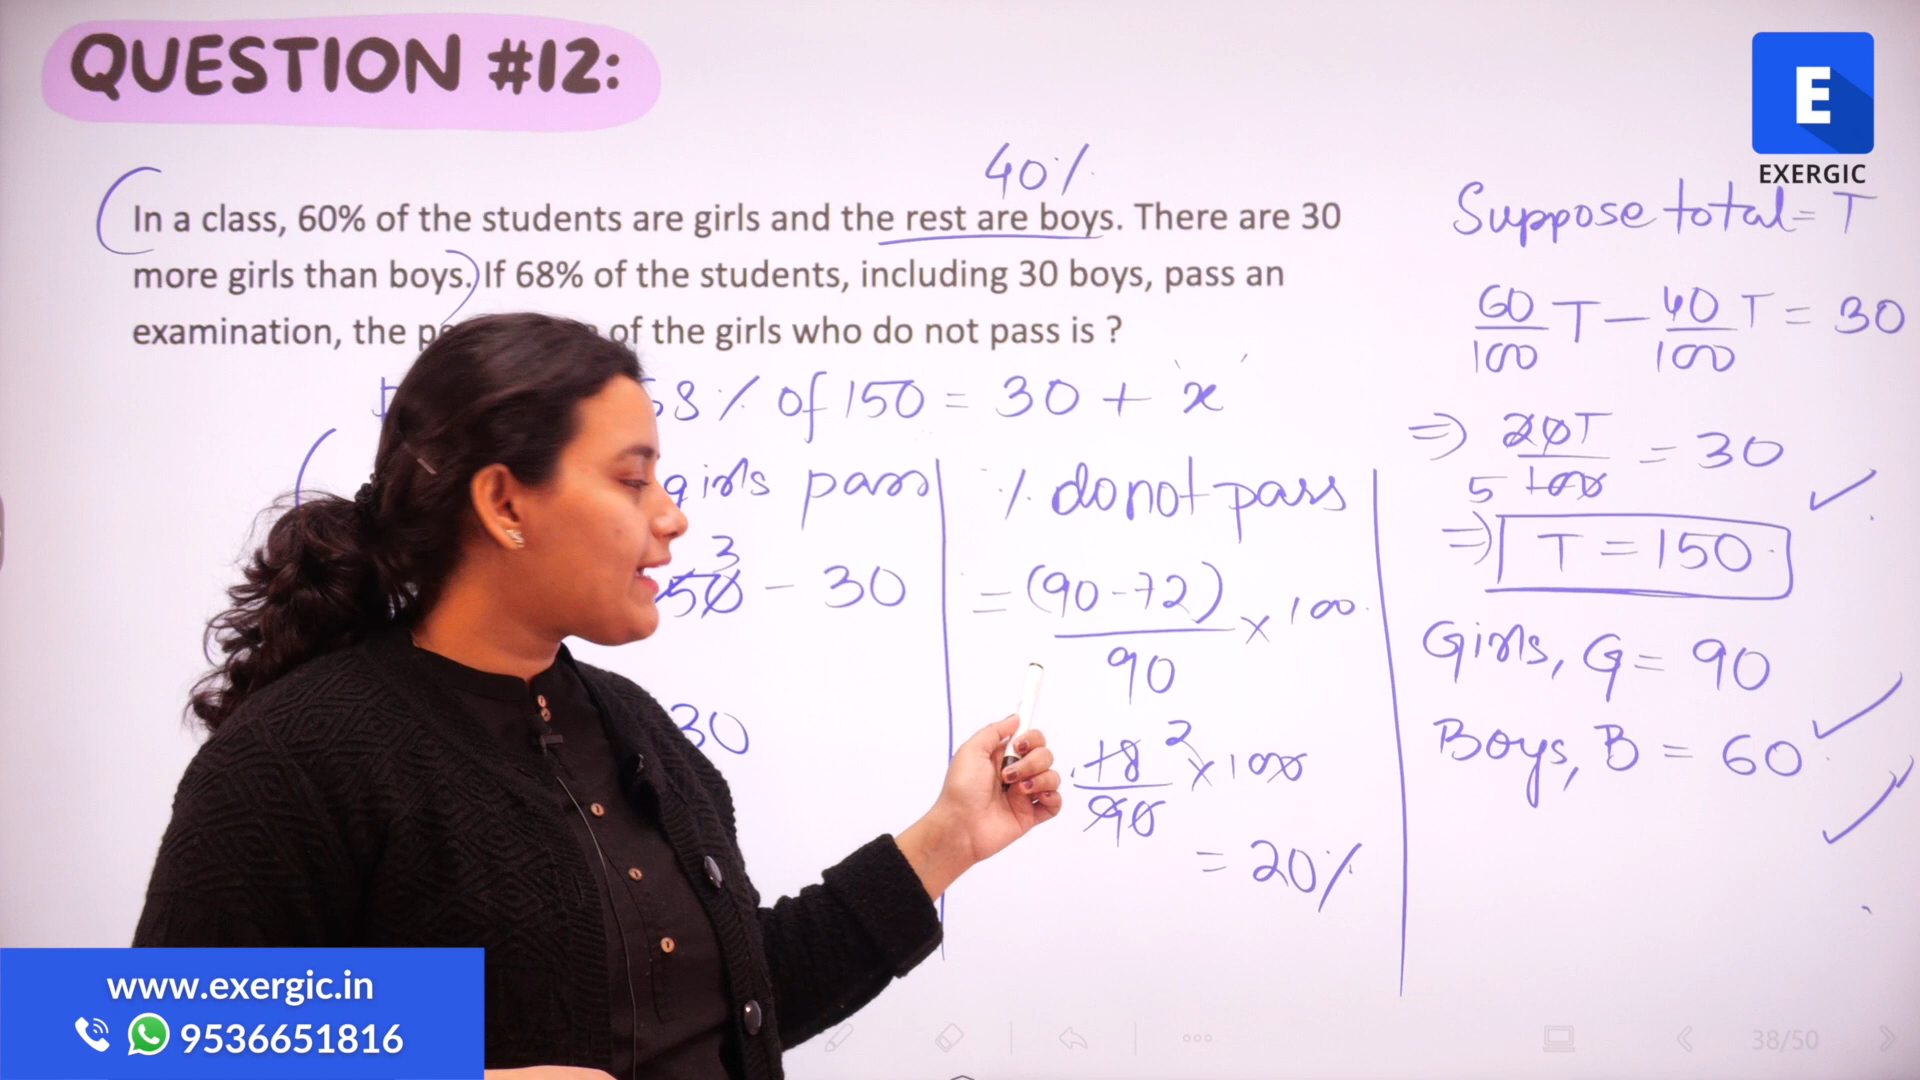 QUESTION #12:
E
EXERGIC
40%
In a class, 60% of the students are girls and the rest are boys. There are 30
more girls than boys. If 68% of the students, including 30 boys, pass an
examination, the of the girls who do not pass is ?
8% of 150 = 30 + x
girls pass
50 3 - 30
30
% do not pass
= (90-72) / 90 × 100
18 2 / 90 × 100
= 20%
Suppose total = T
60/100 T - 40/100 T = 30
⇒ 20T / 100 5 = 30
⇒ T = 150
Girls, G = 90
Boys, B = 60
www.exergic.in
9536651816
38/50